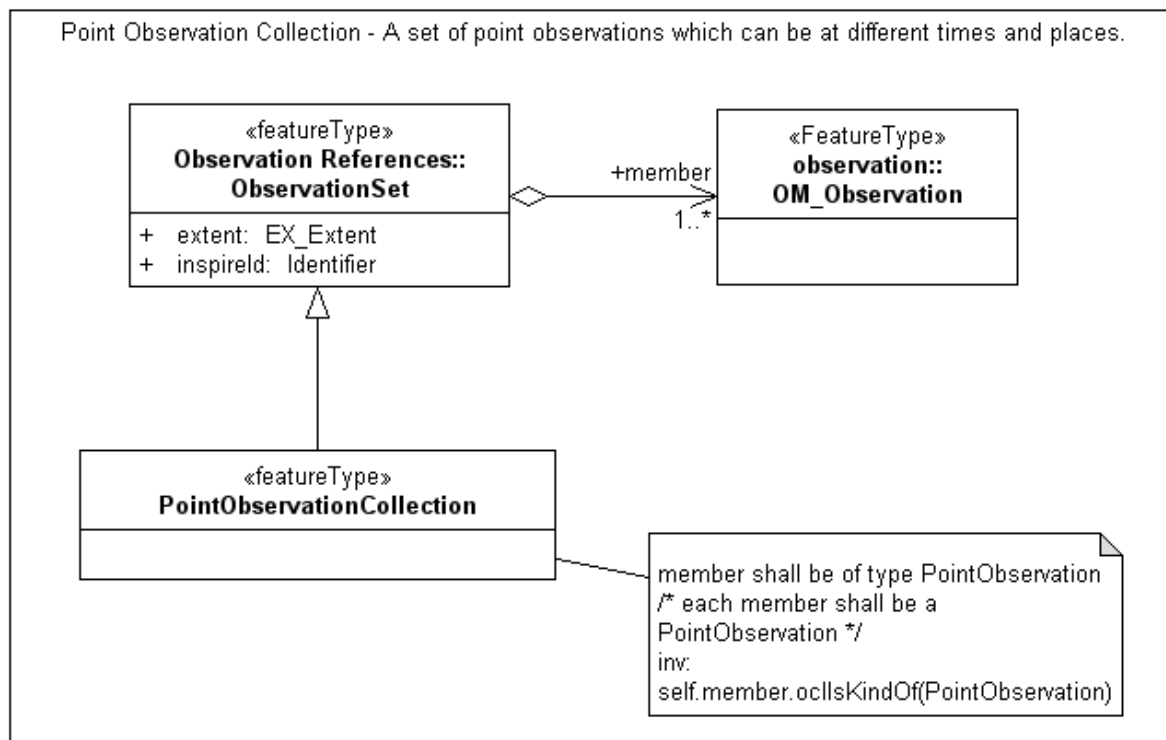 Point Observation Collection - A set of point observations which can be at different times and places.
«featureType»
Observation References::
ObservationSet
+ extent: EX_Extent
+ inspireId: Identifier
+member
1..*
«FeatureType»
observation::
OM_Observation
«featureType»
PointObservationCollection
member shall be of type PointObservation
/* each member shall be a
PointObservation */
inv:
self.member.oclIsKindOf(PointObservation)